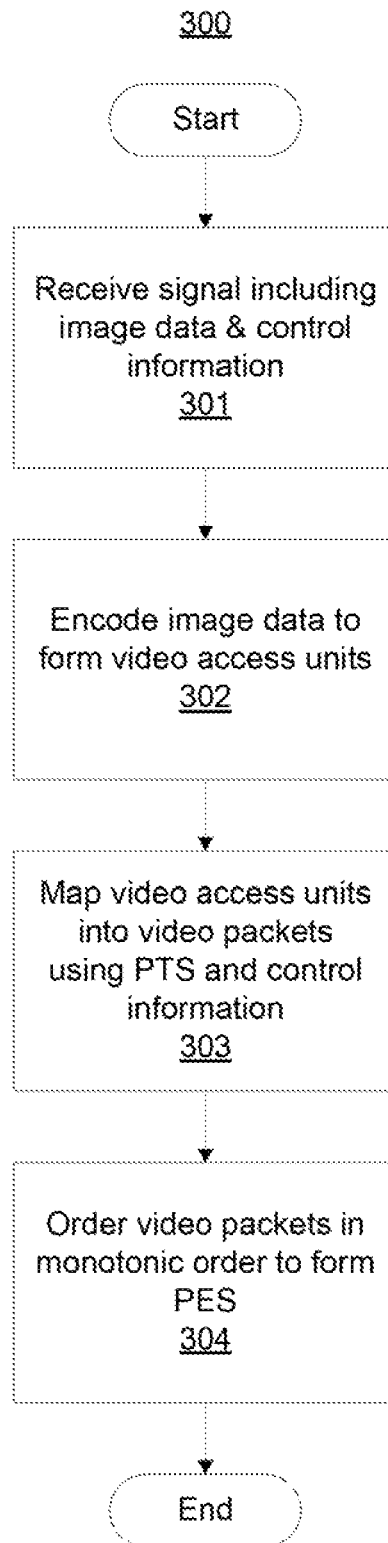 300
Start
Receive signal including
image data & control
information
301
Encode image data to
form video access units
302
Map video access units
into video packets
using PTS and control
information
303
Order video packets in
monotonic order to form
PES
304
End